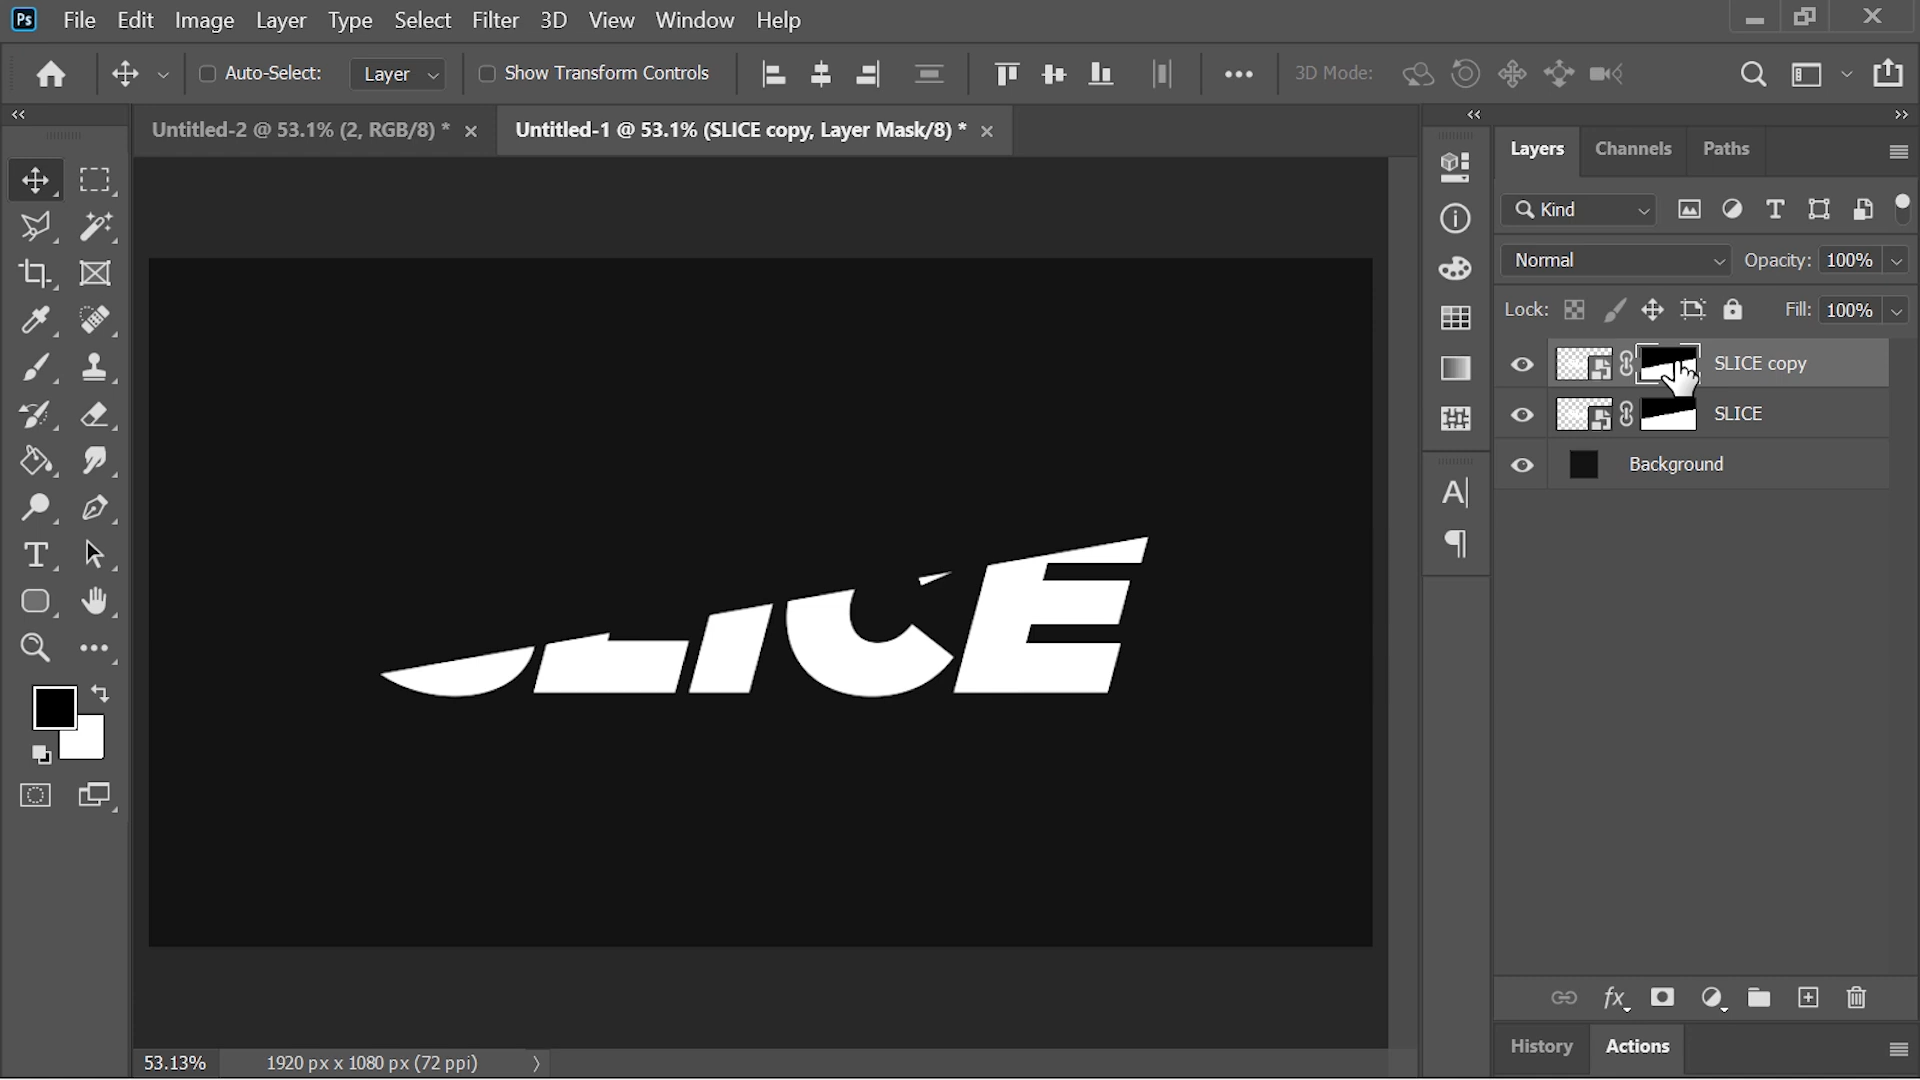 Ps File Edit Image Layer Type Select Filter 3D View Window Help
Auto-Select: Layer Show Transform Controls 3D Mode:
Untitled-2 @ 53.1% (2, RGB/8) *
Untitled-1 @ 53.1% (SLICE copy, Layer Mask/8) *
Layers Channels Paths
Kind
Normal Opacity: 100%
Lock: Fill: 100%
SLICE copy
SLICE
Background
SLICE
53.13% 1920 px x 1080 px (72 ppi)
History Actions